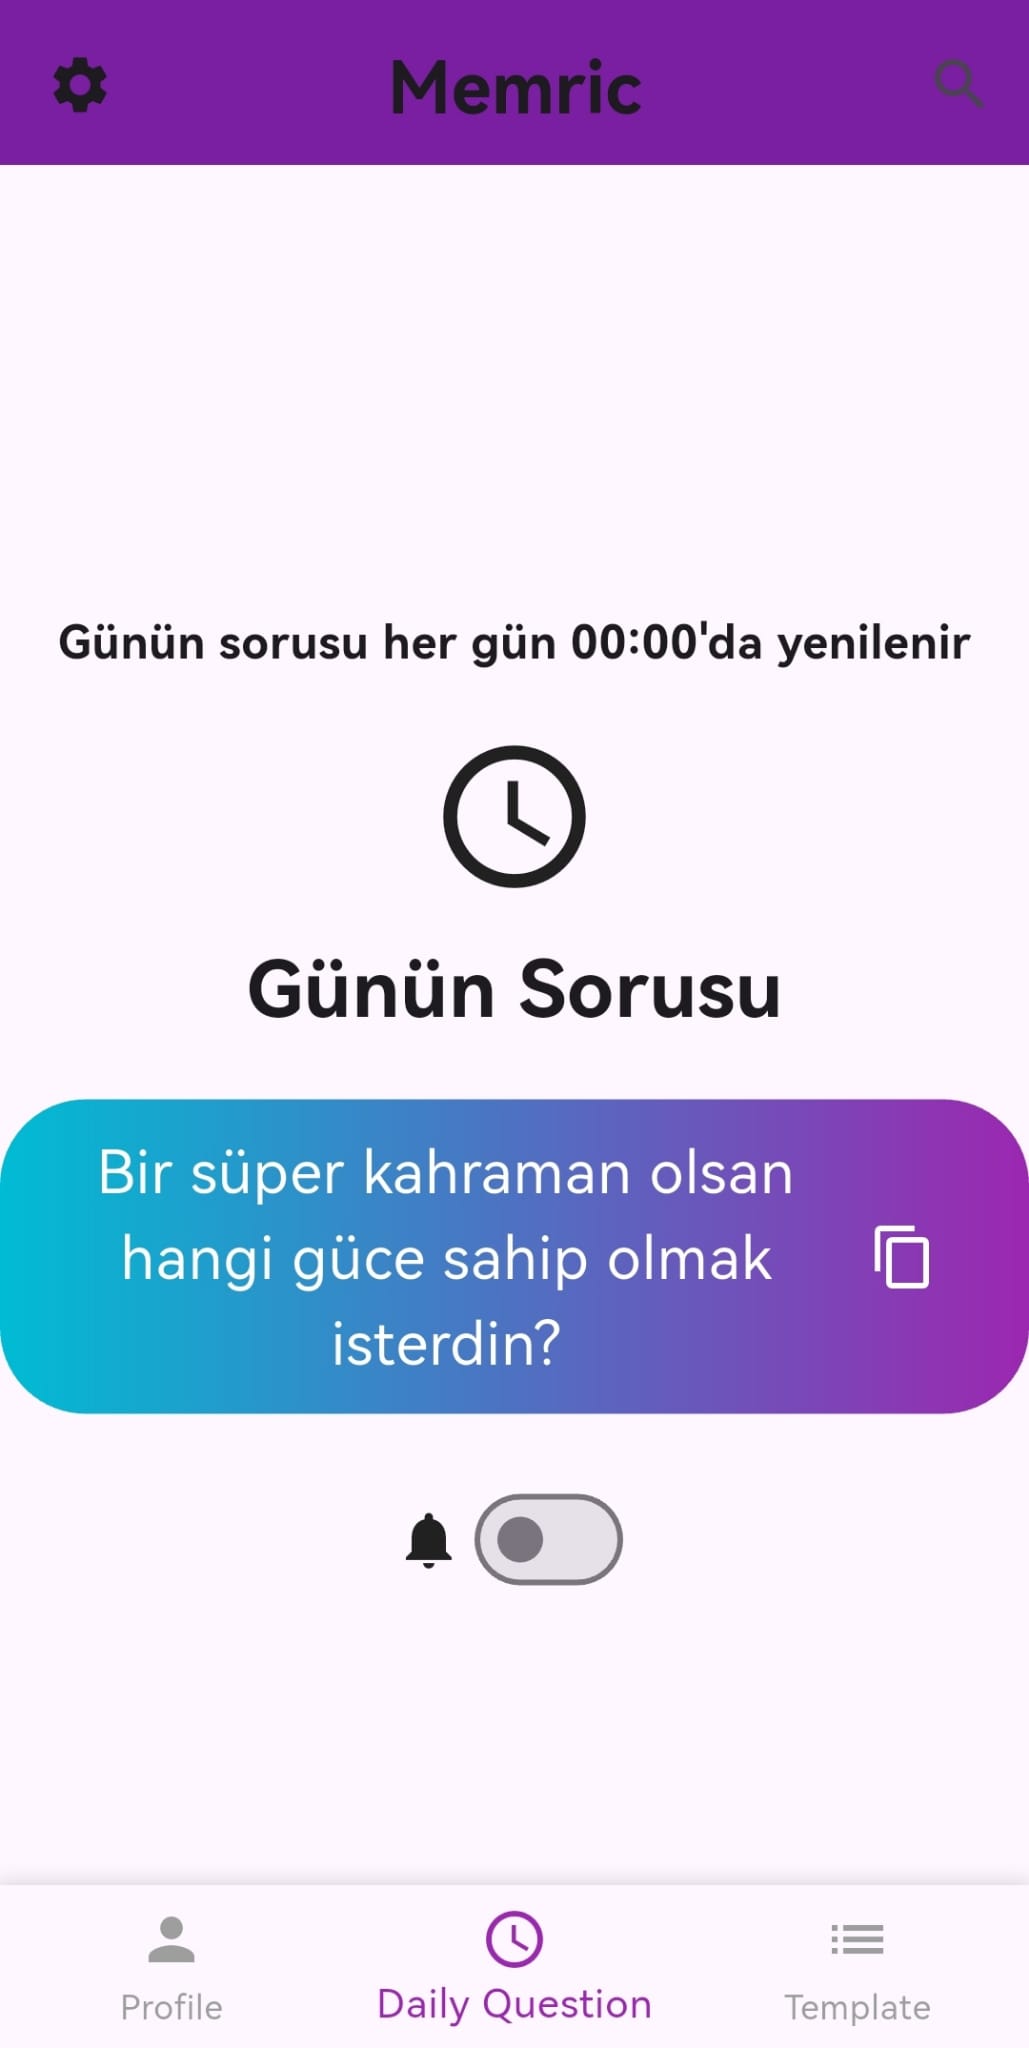 Memric
Günün sorusu her gün 00:00'da yenilenir
Günün Sorusu
Bir süper kahraman olsan
hangi güce sahip olmak
isterdin?
Profile
Daily Question
Template